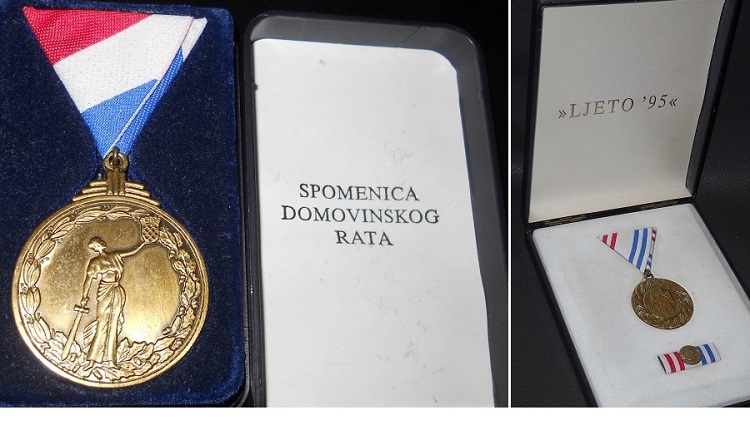 SPOMENICA
DOMOVINSKOG
RATA
»LJETO '95«